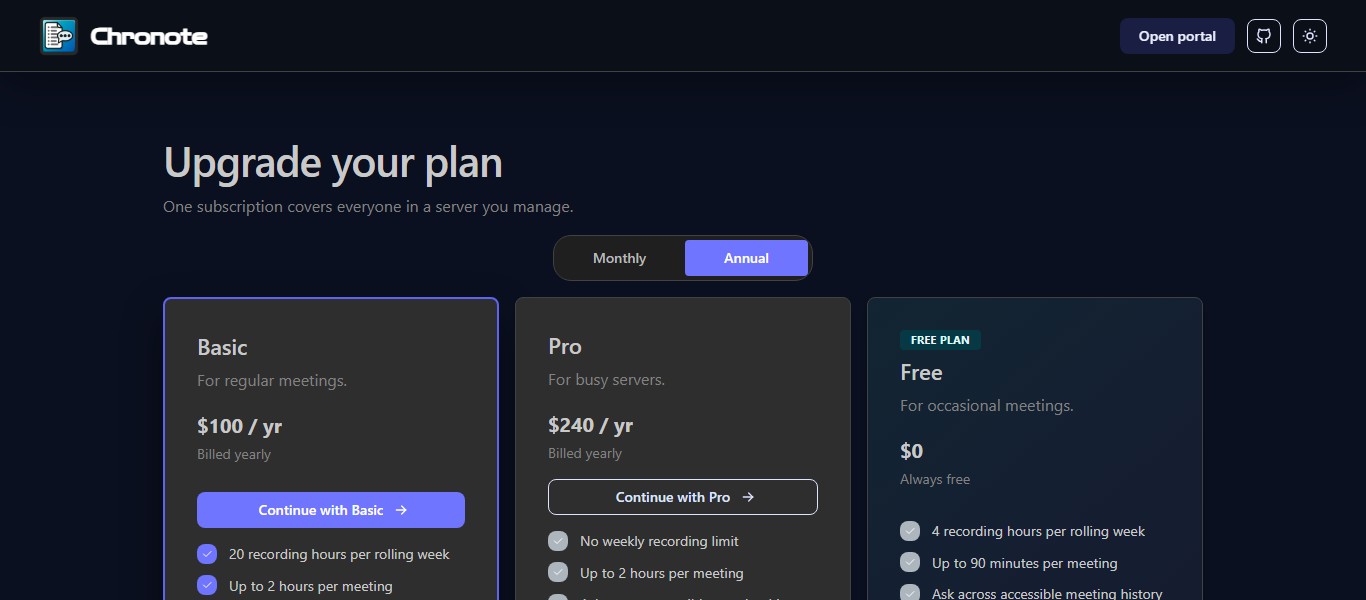 Chronote
Open portal
Upgrade your plan
One subscription covers everyone in a server you manage.
Monthly
Annual
Basic
For regular meetings.
$100 / yr
Billed yearly
Continue with Basic →
20 recording hours per rolling week
Up to 2 hours per meeting
Pro
For busy servers.
$240 / yr
Billed yearly
Continue with Pro →
No weekly recording limit
Up to 2 hours per meeting
FREE PLAN
Free
For occasional meetings.
$0
Always free
4 recording hours per rolling week
Up to 90 minutes per meeting
Ask across accessible meeting history